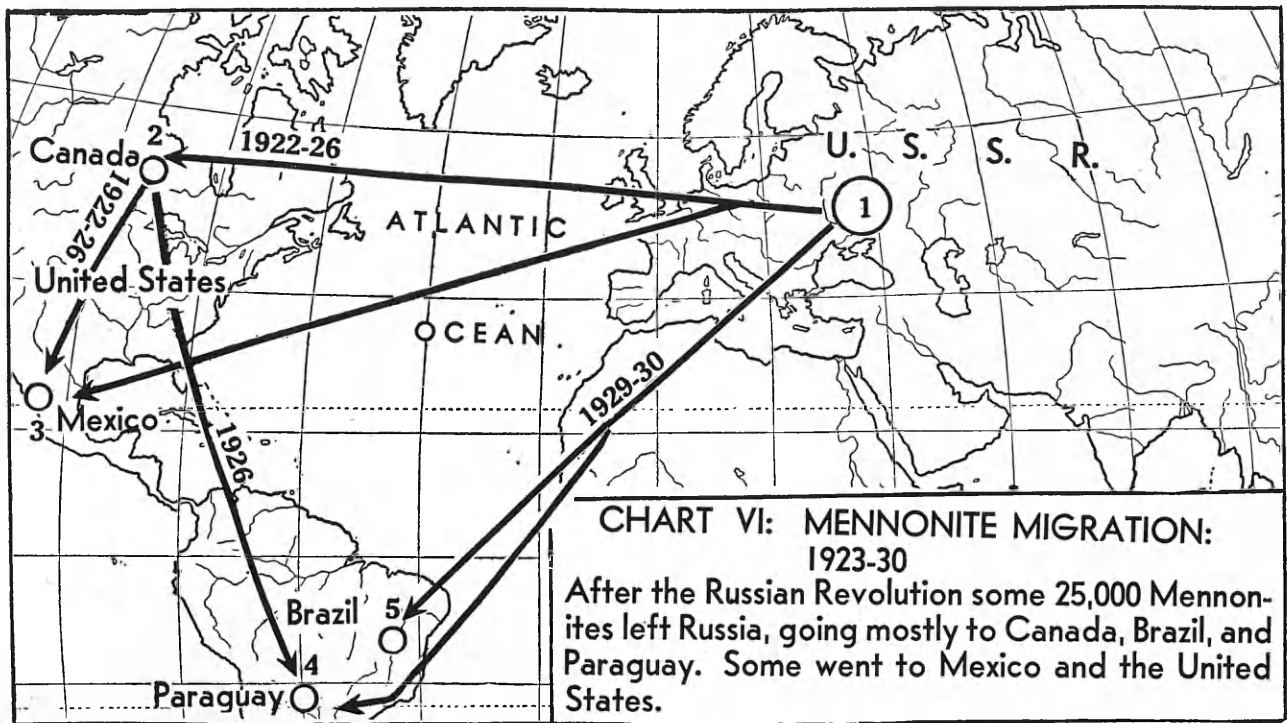 U. S. S. R.
2
1922-26
Canada
1
1922-26
ATLANTIC
United States
OCEAN
1929-30
3 Mexico
1926
Brazil 5
4
Paraguay
CHART VI: MENNONITE MIGRATION:
1923-30
After the Russian Revolution some 25,000 Mennon-
ites left Russia, going mostly to Canada, Brazil, and
Paraguay. Some went to Mexico and the United
States.